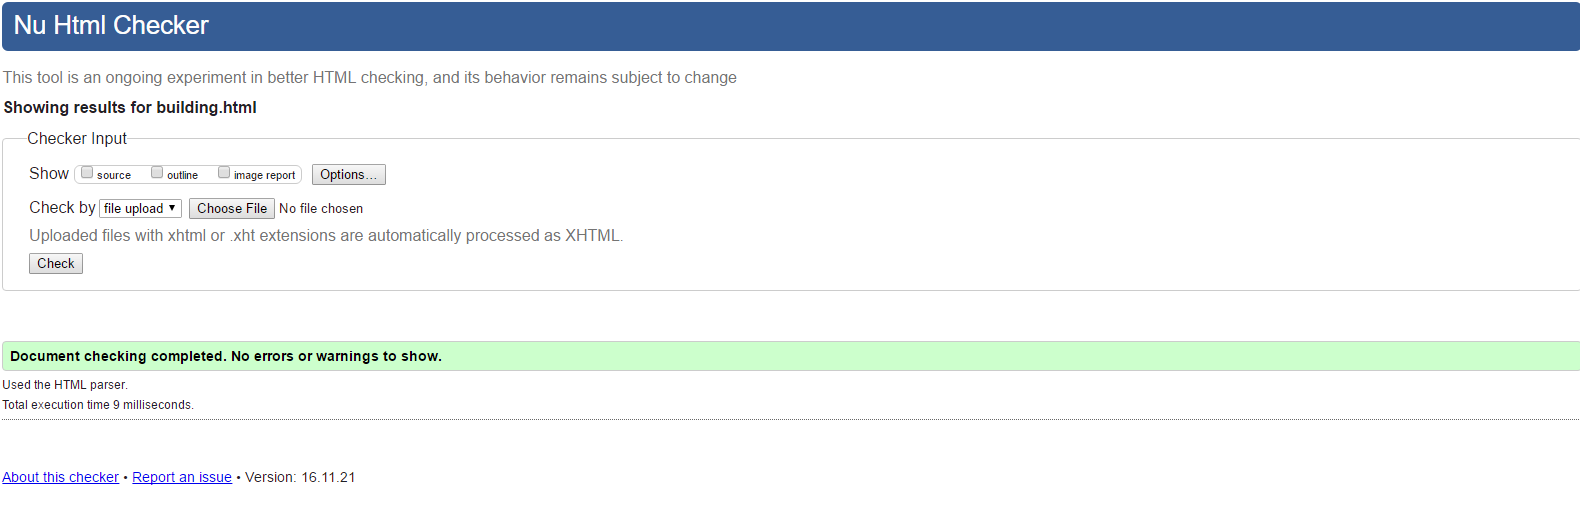 Nu Html Checker
This tool is an ongoing experiment in better HTML checking, and its behavior remains subject to change
Showing results for building.html
Checker Input
Show source outline image report Options...
Check by file upload Choose File No file chosen
Uploaded files with xhtml or .xht extensions are automatically processed as XHTML.
Check
Document checking completed. No errors or warnings to show.
Used the HTML parser.
Total execution time 9 milliseconds.
About this checker • Report an issue • Version: 16.11.21